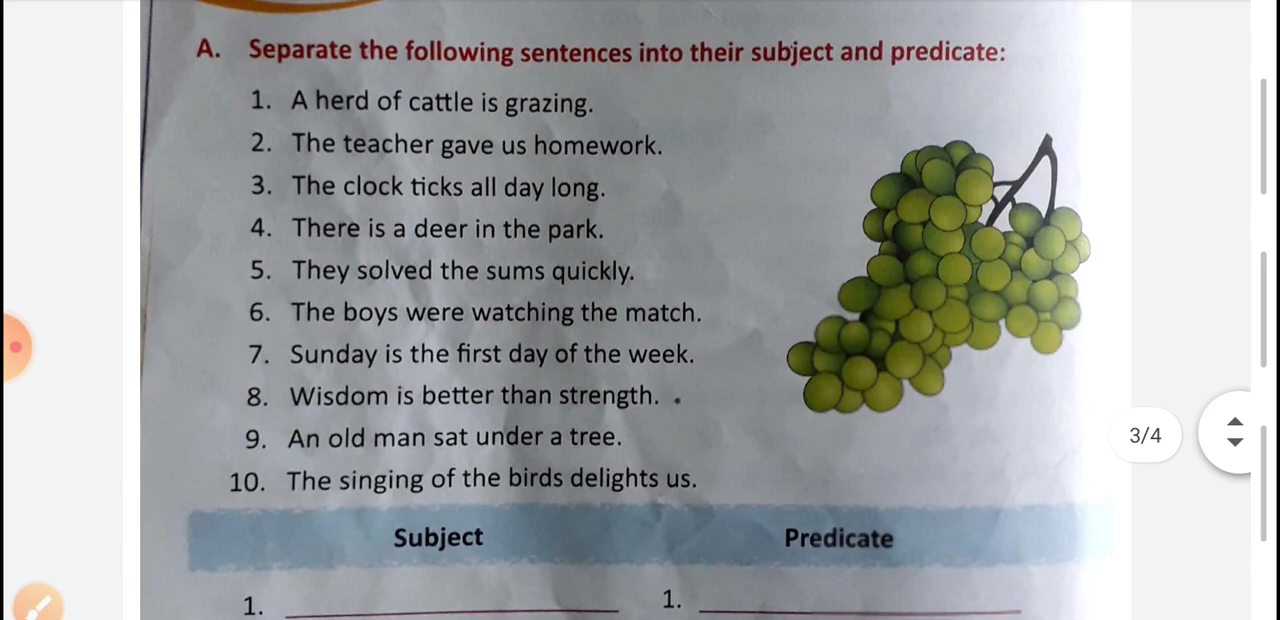 A. Separate the following sentences into their subject and predicate:
1. A herd of cattle is grazing.
2. The teacher gave us homework.
3. The clock ticks all day long.
4. There is a deer in the park.
5. They solved the sums quickly.
6. The boys were watching the match.
7. Sunday is the first day of the week.
8. Wisdom is better than strength.
9. An old man sat under a tree.
10. The singing of the birds delights us.
Subject Predicate
1. 1.
3/4